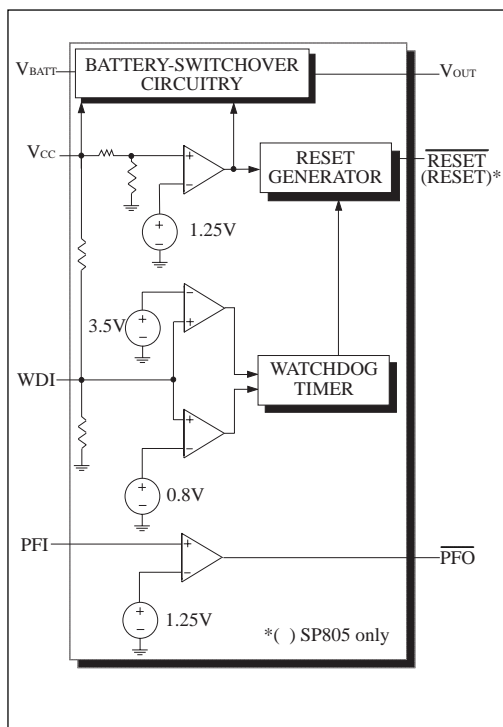 BATTERY-SWITCHOVER
CIRCUITRY
VBATT
VOUT
VCC
+
−
RESET
GENERATOR
RESET
(RESET)*
+
−
1.25V
−
+
3.5V
+
−
WDI
WATCHDOG
TIMER
+
−
+
−
0.8V
PFI
+
−
PFO
+
−
1.25V
*( ) SP805 only